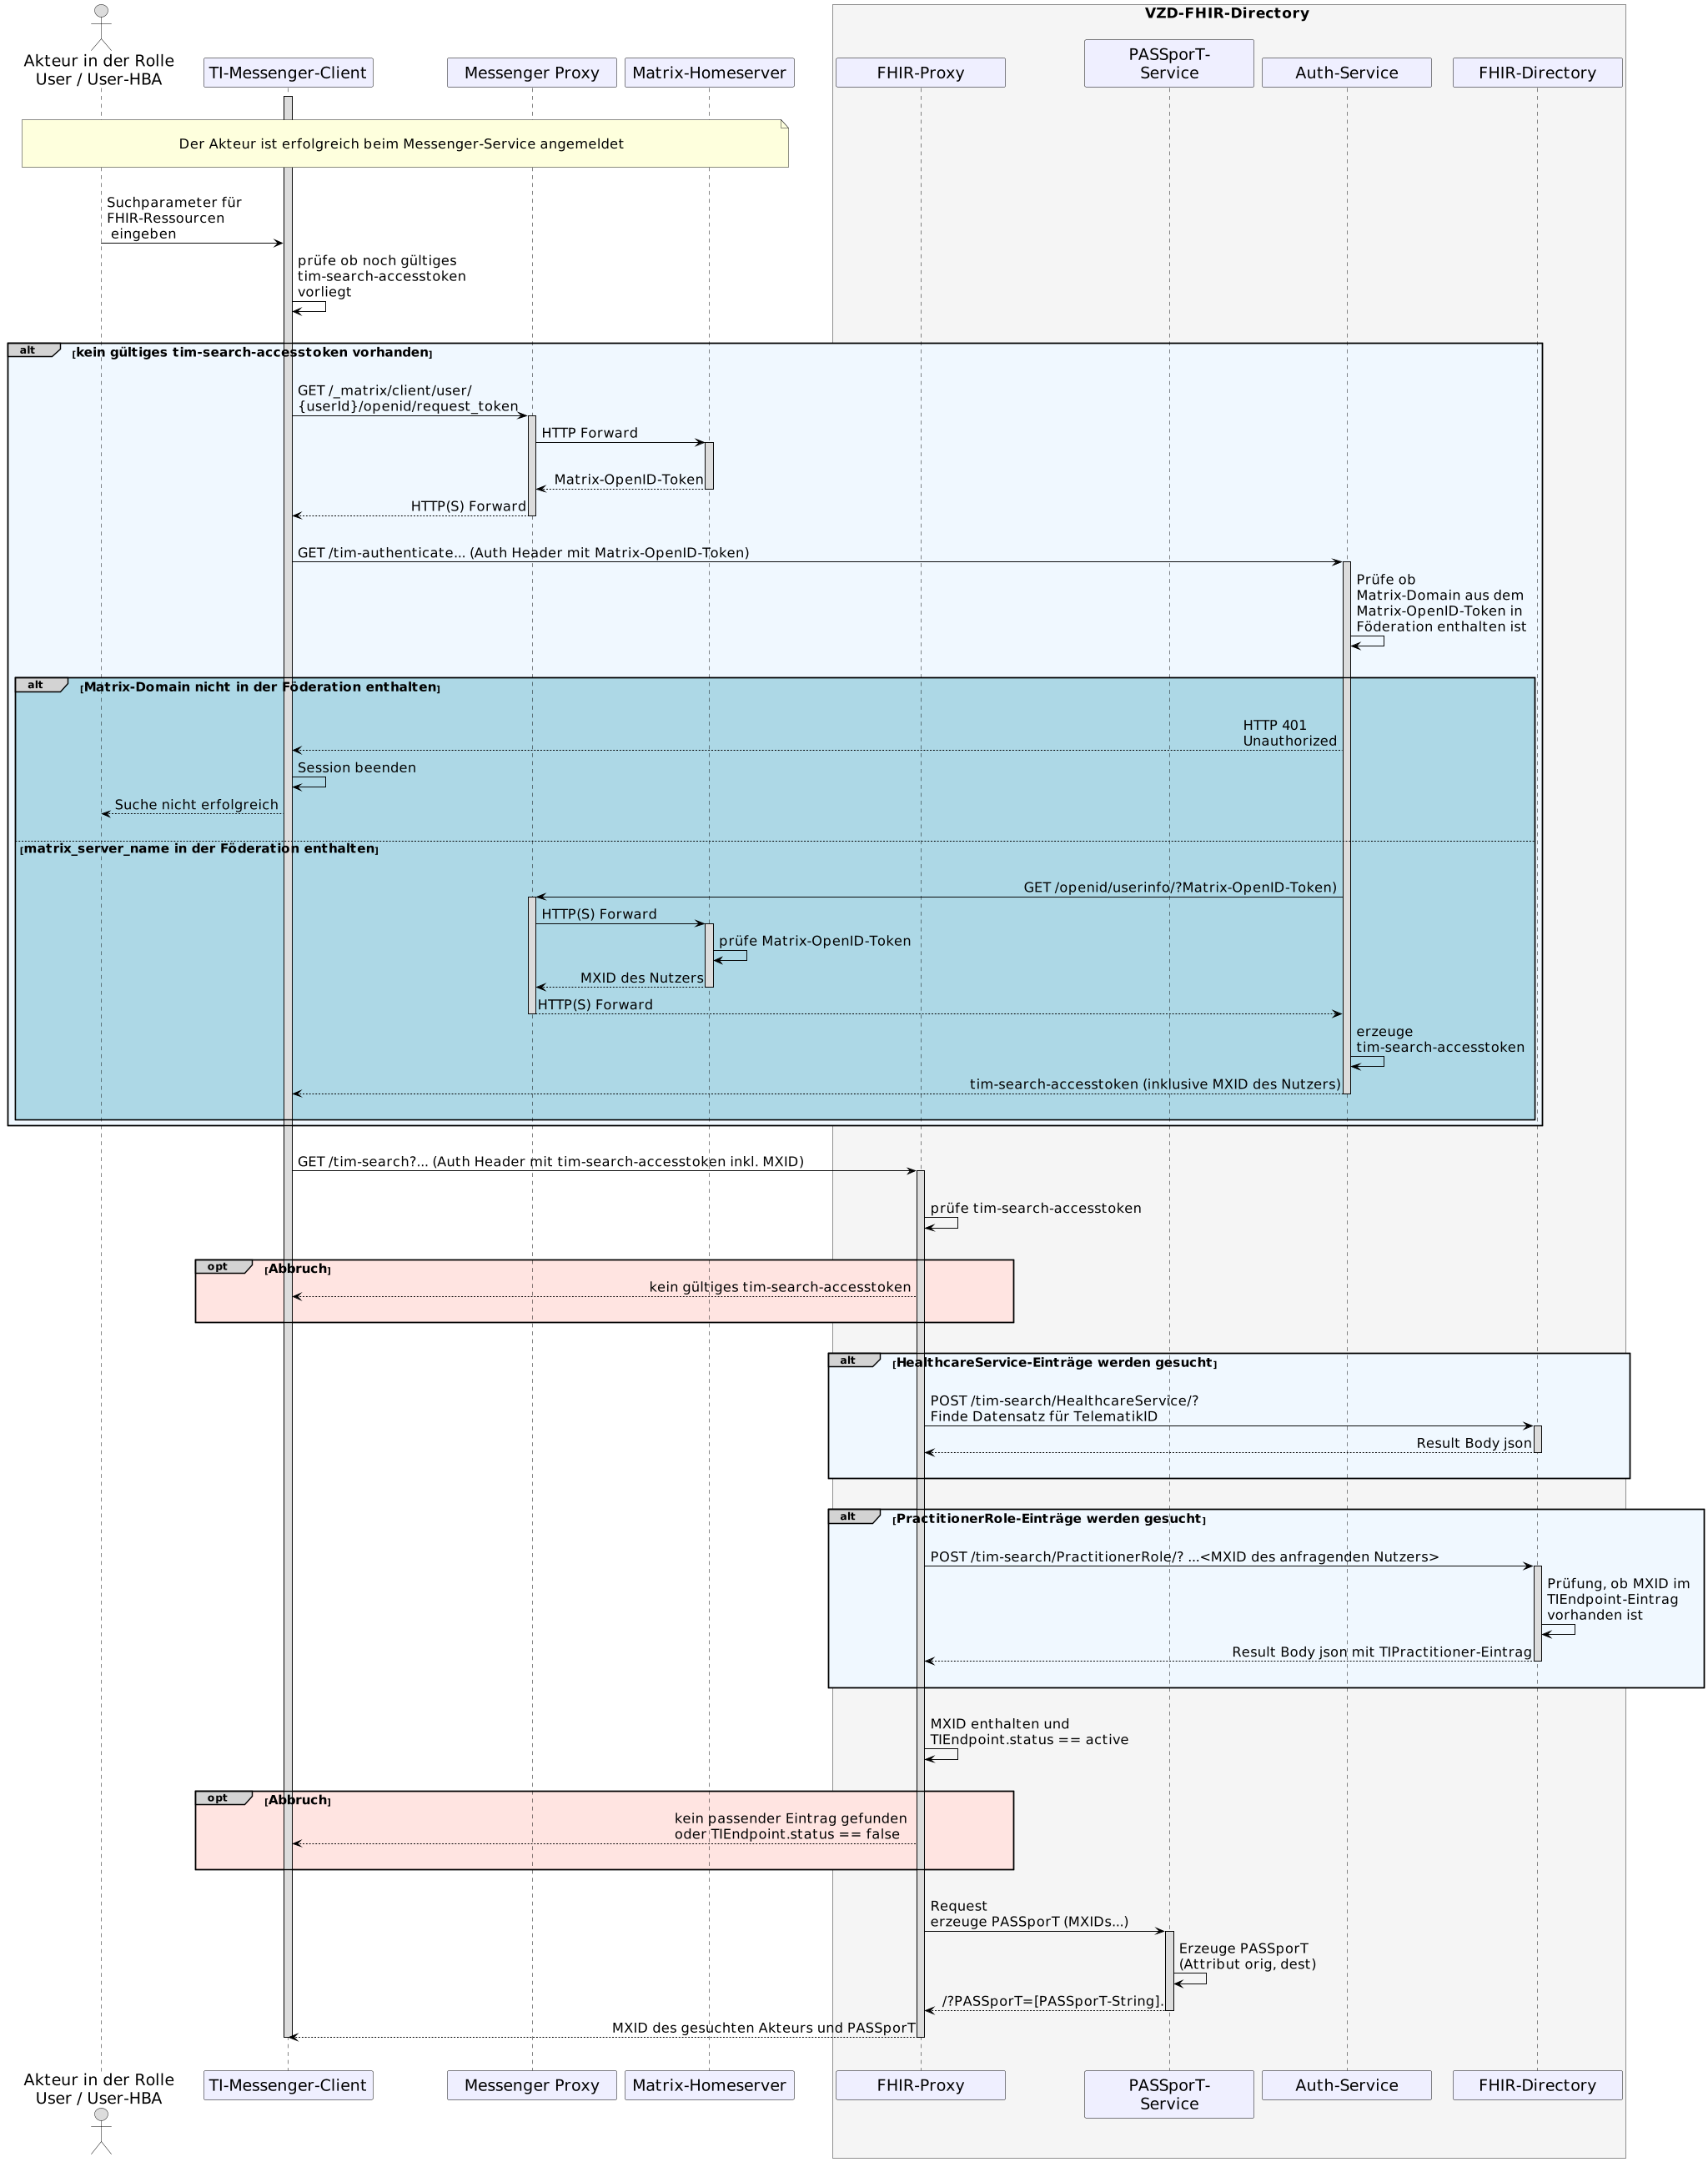 VZD-FHIR-Directory
Akteur in der Rolle
User / User-HBA
TI-Messenger-Client
Messenger Proxy
Matrix-Homeserver
FHIR-Proxy
PASSporT-
Service
Auth-Service
FHIR-Directory
Der Akteur ist erfolgreich beim Messenger-Service angemeldet
Suchparameter für
FHIR-Ressourcen
eingeben
prüfe ob noch gültiges
tim-search-accesstoken
vorliegt
alt [kein gültiges tim-search-accesstoken vorhanden]
GET /_matrix/client/user/
{userId}/openid/request_token
HTTP Forward
Matrix-OpenID-Token
HTTP(S) Forward
GET /tim-authenticate... (Auth Header mit Matrix-OpenID-Token)
Prüfe ob
Matrix-Domain aus dem
Matrix-OpenID-Token in
Föderation enthalten ist
alt [Matrix-Domain nicht in der Föderation enthalten]
HTTP 401
Unauthorized
Session beenden
Suche nicht erfolgreich
[matrix_server_name in der Föderation enthalten]
GET /openid/userinfo/?Matrix-OpenID-Token)
HTTP(S) Forward
prüfe Matrix-OpenID-Token
MXID des Nutzers
HTTP(S) Forward
erzeuge
tim-search-accesstoken
tim-search-accesstoken (inklusive MXID des Nutzers)
GET /tim-search?... (Auth Header mit tim-search-accesstoken inkl. MXID)
prüfe tim-search-accesstoken
opt [Abbruch]
kein gültiges tim-search-accesstoken
alt [HealthcareService-Einträge werden gesucht]
POST /tim-search/HealthcareService/?
Finde Datensatz für TelematikID
Result Body json
alt [PractitionerRole-Einträge werden gesucht]
POST /tim-search/PractitionerRole/? ...<MXID des anfragenden Nutzers>
Prüfung, ob MXID im
TIEndpoint-Eintrag
vorhanden ist
Result Body json mit TIPractitioner-Eintrag
MXID enthalten und
TIEndpoint.status == active
opt [Abbruch]
kein passender Eintrag gefunden
oder TIEndpoint.status == false
Request
erzeuge PASSporT (MXIDs...)
Erzeuge PASSporT
(Attribut orig, dest)
/?PASSporT=[PASSporT-String].
MXID des gesuchten Akteurs und PASSporT
Akteur in der Rolle
User / User-HBA
TI-Messenger-Client
Messenger Proxy
Matrix-Homeserver
FHIR-Proxy
PASSporT-
Service
Auth-Service
FHIR-Directory